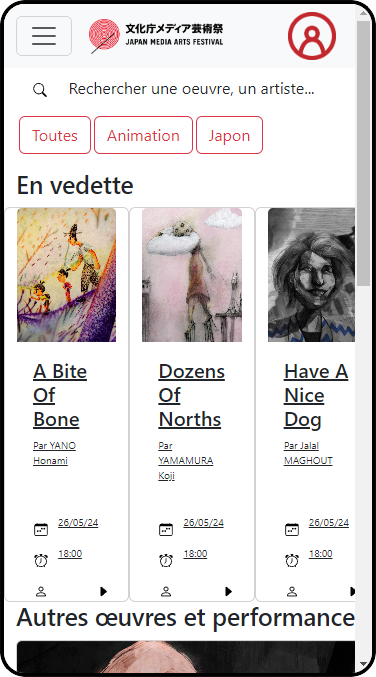 文化庁メディア芸術祭
JAPAN MEDIA ARTS FESTIVAL
Rechercher une oeuvre, un artiste...
Toutes
Animation
Japon
En vedette
A Bite
Of
Bone
Par YANO
Honami
26/05/24
18:00
Dozens
Of
Norths
Par
YAMAMURA
Koji
26/05/24
18:00
Have A
Nice
Dog
Par Jalal
MAGHOUT
26/05/24
18:00
Autres œuvres et performance